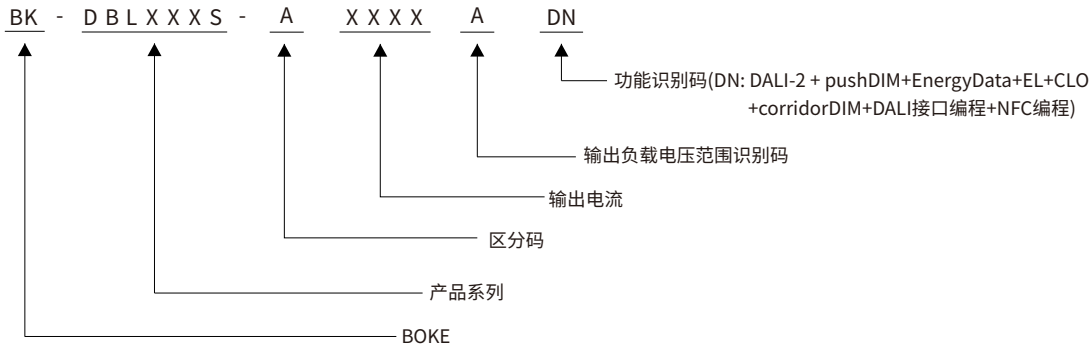 BK - DBLXXXS - A XXXX A DN
功能识别码(DN: DALI-2 + pushDIM+EnergyData+EL+CLO
+corridorDIM+DALI接口编程+NFC编程)
输出负载电压范围识别码
输出电流
区分码
产品系列
BOKE